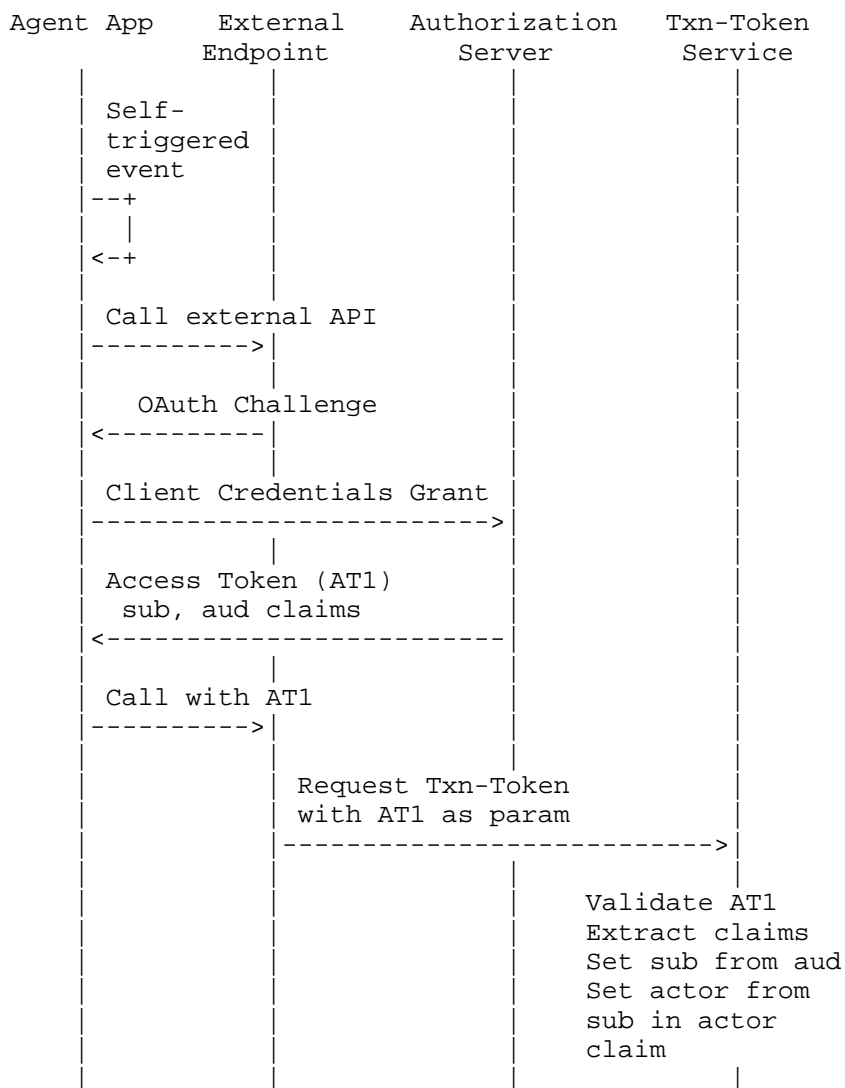 Agent App External Authorization Txn-Token
Endpoint Server Service
Self-
triggered
event
Call external API
OAuth Challenge
Client Credentials Grant
Access Token (AT1)
sub, aud claims
Call with AT1
Request Txn-Token
with AT1 as param
Validate AT1
Extract claims
Set sub from aud
Set actor from
sub in actor
claim